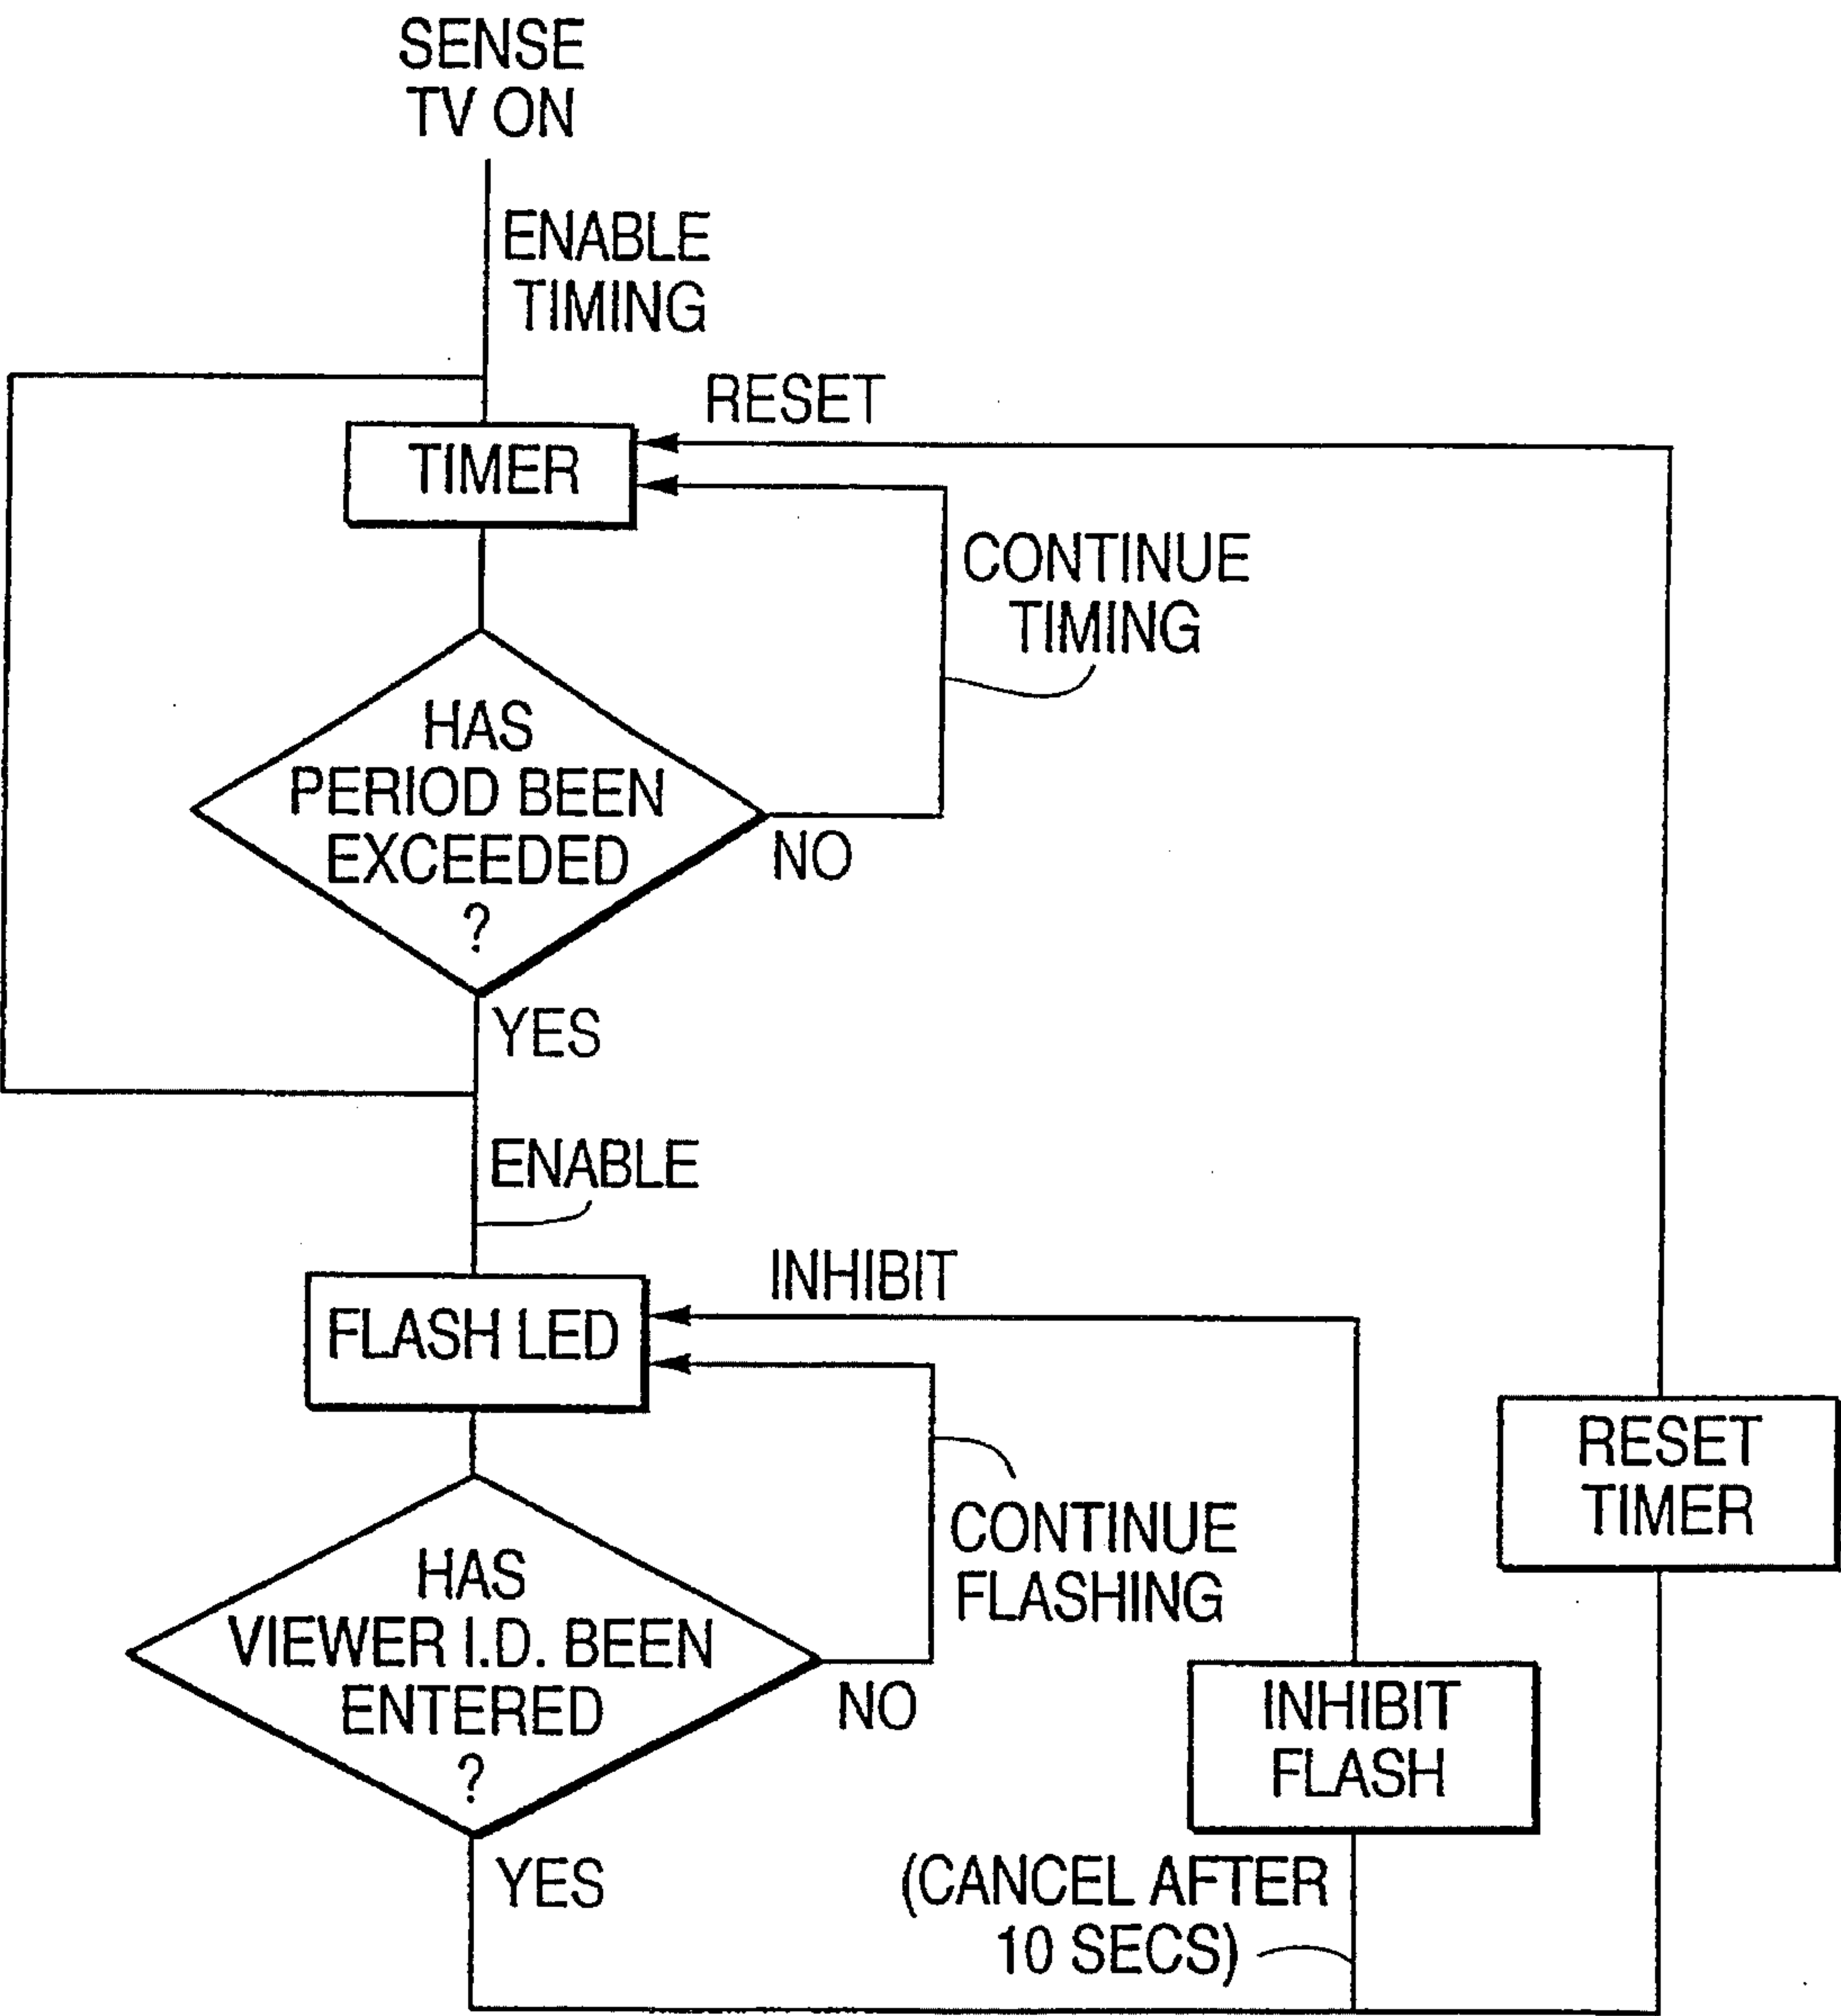 SENSE
TV ON
ENABLE
TIMING
RESET
TIMER
CONTINUE
TIMING
HAS
PERIOD BEEN
EXCEEDED
?
NO
YES
ENABLE
INHIBIT
FLASH LED
RESET
TIMER
CONTINUE
FLASHING
HAS
VIEWER I.D. BEEN
ENTERED
?
NO
INHIBIT
FLASH
YES
(CANCEL AFTER
10 SECS)